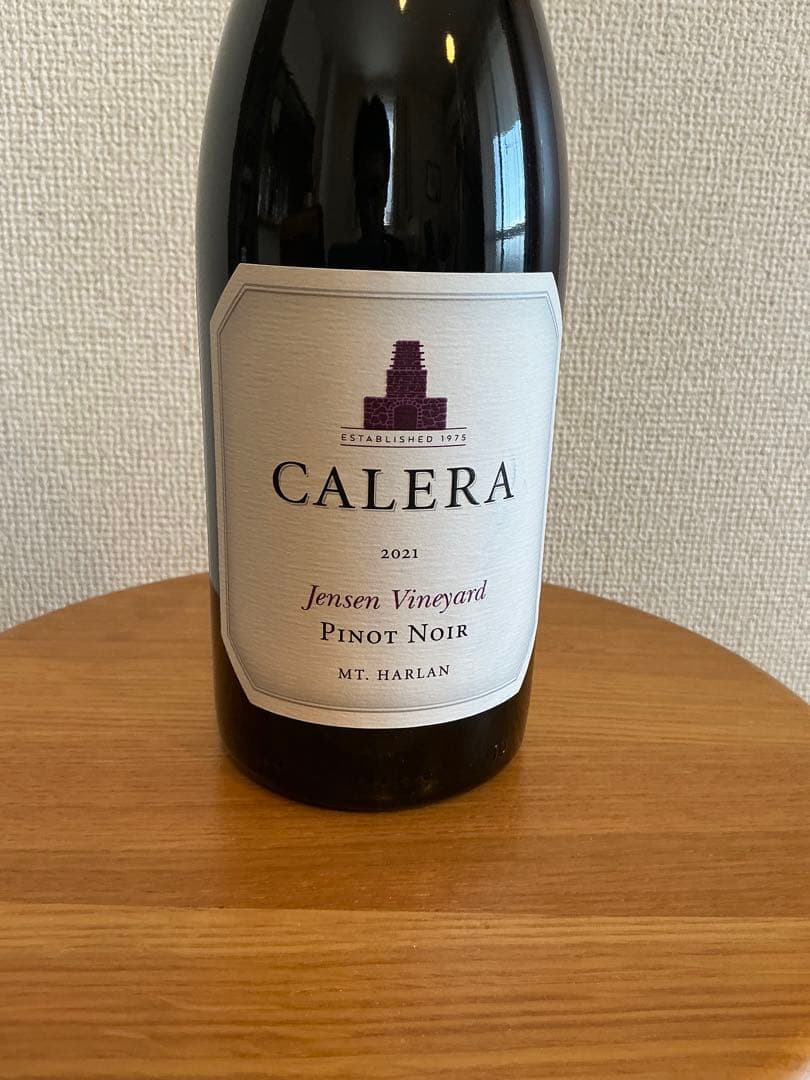 ESTABLISHED 1975
CALERA
2021
Jensen Vineyard
PINOT NOIR
MT. HARLAN